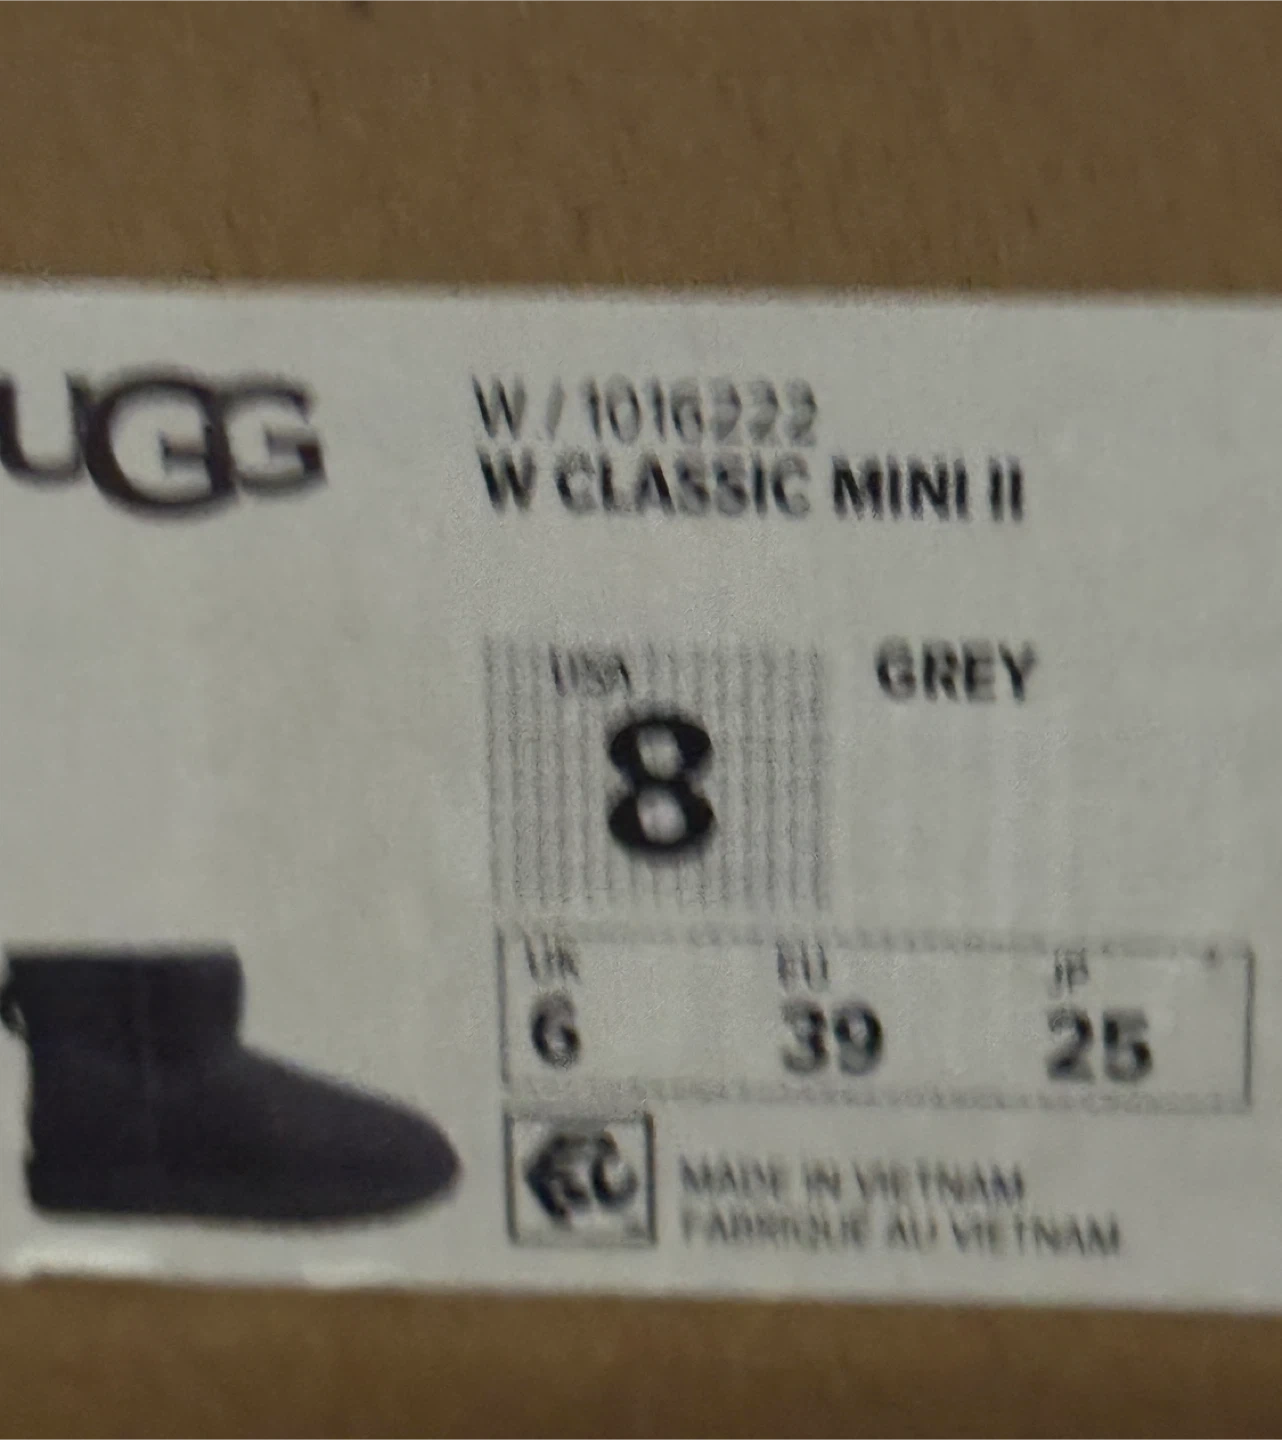 UGG
W / 1016222
W CLASSIC MINI II
USA
8
GREY
UK
6
EU
39
JP
25
MADE IN VIETNAM
FABRIQUÉ AU VIETNAM